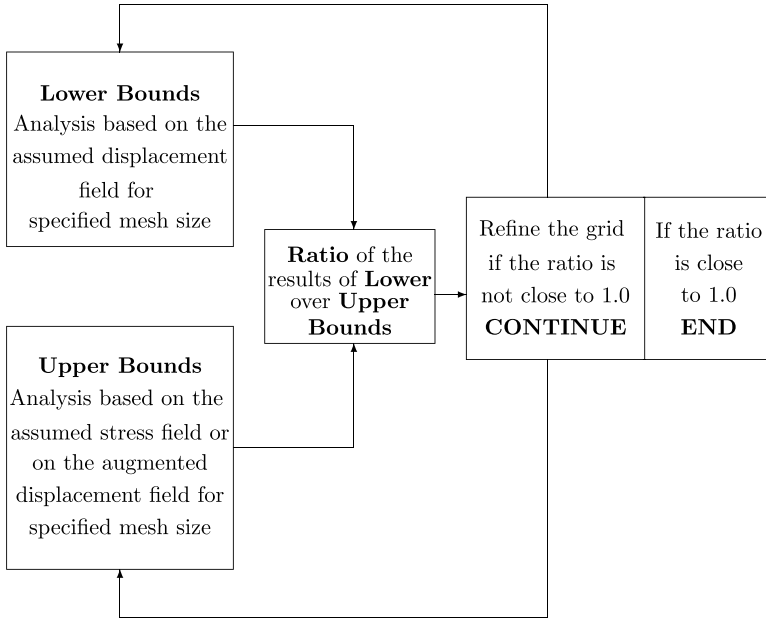 Lower Bounds
Analysis based on the
assumed displacement
field for
specified mesh size
Upper Bounds
Analysis based on the
assumed stress field or
on the augmented
displacement field for
specified mesh size
Ratio of the
results of Lower
over Upper
Bounds
Refine the grid
if the ratio is
not close to 1.0
CONTINUE
If the ratio
is close
to 1.0
END